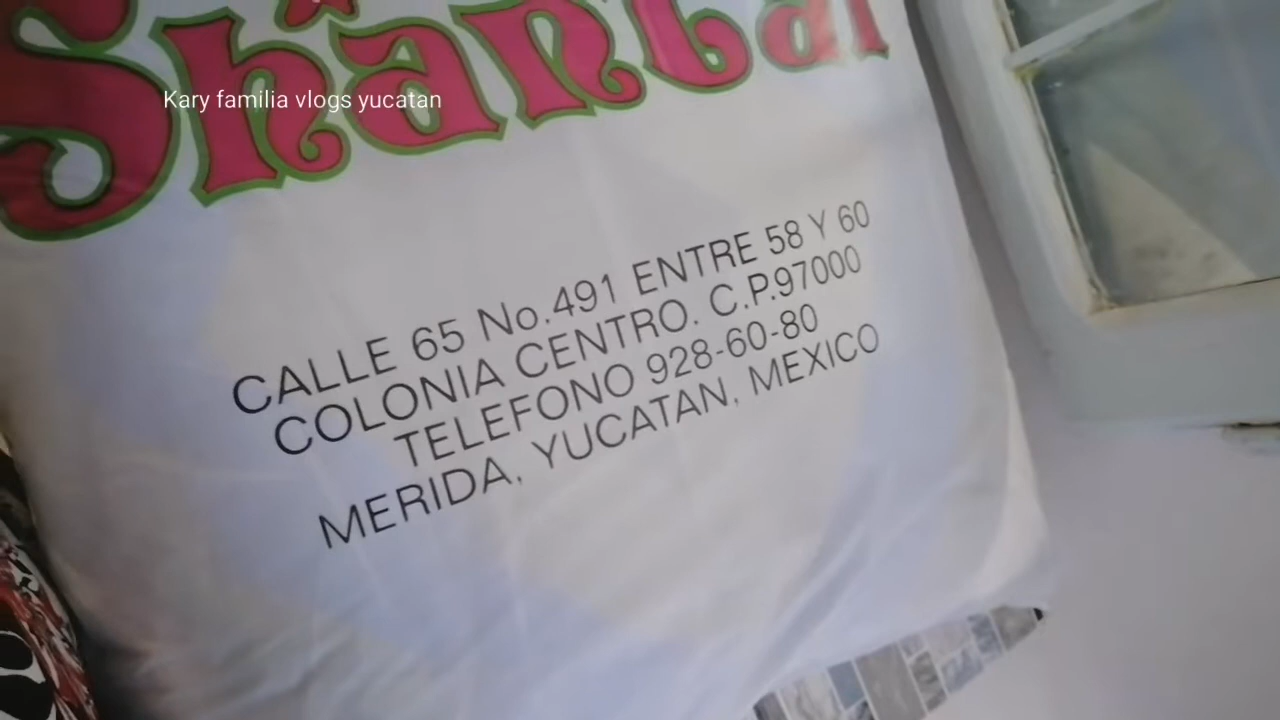 Shantal
Kary familia vlogs yucatan
CALLE 65 No.491 ENTRE 58 Y 60
COLONIA CENTRO. C.P.97000
TELEFONO 928-60-80
MERIDA, YUCATAN, MEXICO